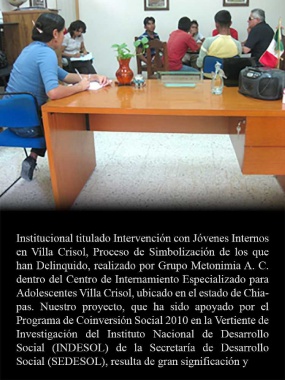 Institucional titulado Intervención con Jóvenes Internos
en Villa Crisol, Proceso de Simbolización de los que
han Delinquido, realizado por Grupo Metonimia A. C.
dentro del Centro de Internamiento Especializado para
Adolescentes Villa Crisol, ubicado en el estado de Chia-
pas. Nuestro proyecto, que ha sido apoyado por el
Programa de Coinversión Social 2010 en la Vertiente de
Investigación del Instituto Nacional de Desarrollo
Social (INDESOL) de la Secretaría de Desarrollo
Social (SEDESOL), resulta de gran significación y